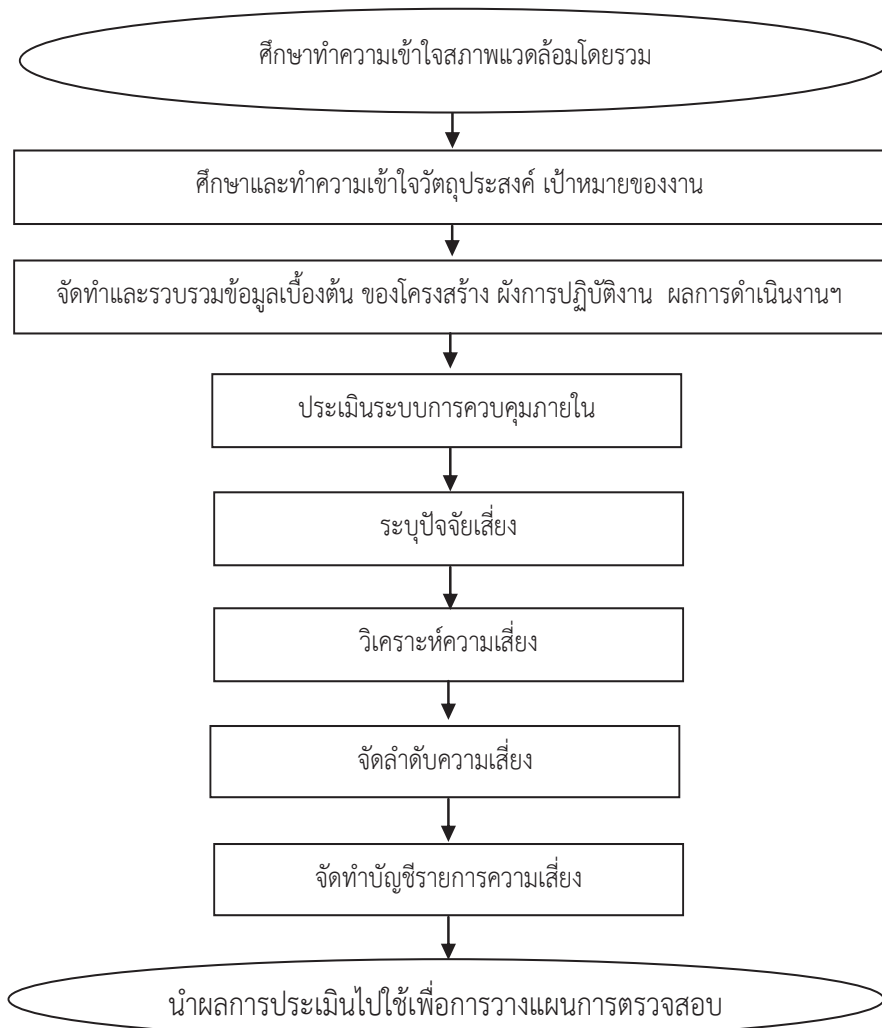 ศึกษาทำความเข้าใจสภาพแวดล้อมโดยรวม
ศึกษาและทำความเข้าใจวัตถุประสงค์ เป้าหมายของงาน
จัดทำและรวบรวมข้อมูลเบื้องต้น ของโครงสร้าง ผังการปฏิบัติงาน ผลการดำเนินงานฯ
ประเมินระบบการควบคุมภายใน
ระบุปัจจัยเสี่ยง
วิเคราะห์ความเสี่ยง
จัดลำดับความเสี่ยง
จัดทำบัญชีรายการความเสี่ยง
นำผลการประเมินไปใช้เพื่อการวางแผนการตรวจสอบ